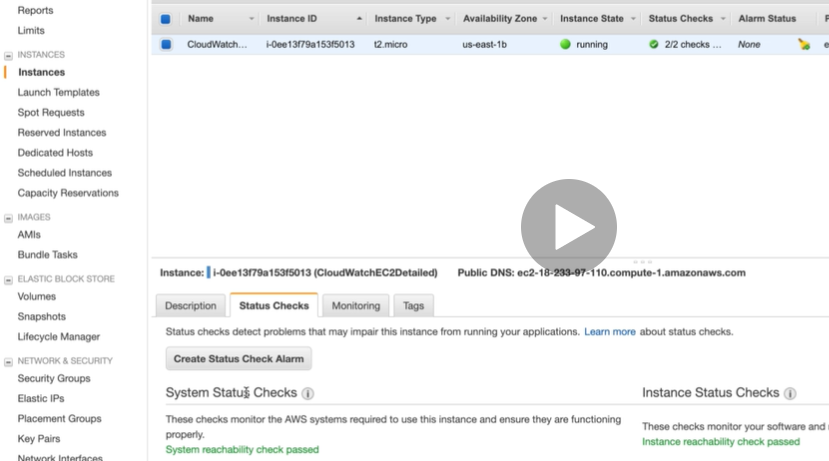 Reports
Limits
INSTANCES
Instances
Launch Templates
Spot Requests
Reserved Instances
Dedicated Hosts
Scheduled Instances
Capacity Reservations
IMAGES
AMIs
Bundle Tasks
ELASTIC BLOCK STORE
Volumes
Snapshots
Lifecycle Manager
NETWORK & SECURITY
Security Groups
Elastic IPs
Placement Groups
Key Pairs
Network Interfaces
Name Instance ID Instance Type Availability Zone Instance State Status Checks Alarm Status
CloudWatch... i-0ee13f79a153f5013 t2.micro us-east-1b running 2/2 checks ... None
Instance: i-0ee13f79a153f5013 (CloudWatchEC2Detailed) Public DNS: ec2-18-233-97-110.compute-1.amazonaws.com
Description Status Checks Monitoring Tags
Status checks detect problems that may impair this instance from running your applications. Learn more about status checks.
Create Status Check Alarm
System Status Checks
These checks monitor the AWS systems required to use this instance and ensure they are functioning
properly.
System reachability check passed
Instance Status Checks
These checks monitor your software and
Instance reachability check passed